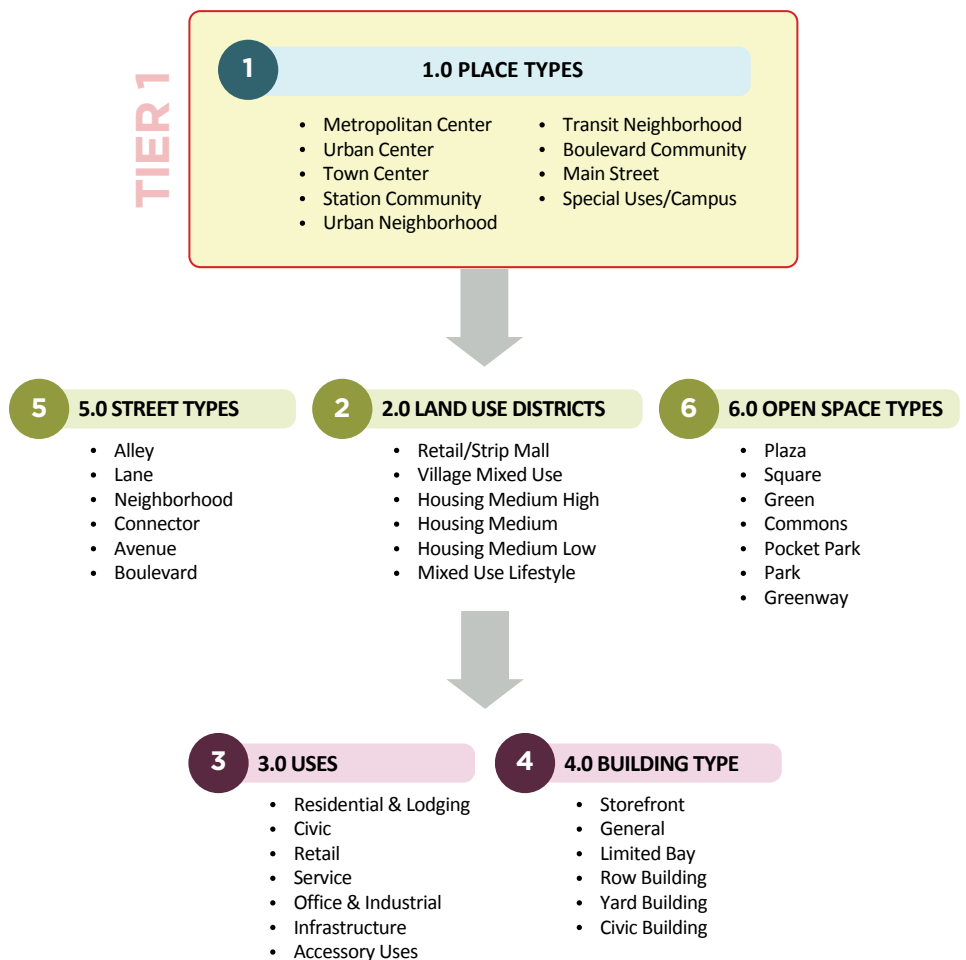 TIER 1
1
1.0 PLACE TYPES
• Metropolitan Center
• Urban Center
• Town Center
• Station Community
• Urban Neighborhood
• Transit Neighborhood
• Boulevard Community
• Main Street
• Special Uses/Campus
5
5.0 STREET TYPES
• Alley
• Lane
• Neighborhood
• Connector
• Avenue
• Boulevard
2
2.0 LAND USE DISTRICTS
• Retail/Strip Mall
• Village Mixed Use
• Housing Medium High
• Housing Medium
• Housing Medium Low
• Mixed Use Lifestyle
6
6.0 OPEN SPACE TYPES
• Plaza
• Square
• Green
• Commons
• Pocket Park
• Park
• Greenway
3
3.0 USES
• Residential & Lodging
• Civic
• Retail
• Service
• Office & Industrial
• Infrastructure
• Accessory Uses
4
4.0 BUILDING TYPE
• Storefront
• General
• Limited Bay
• Row Building
• Yard Building
• Civic Building